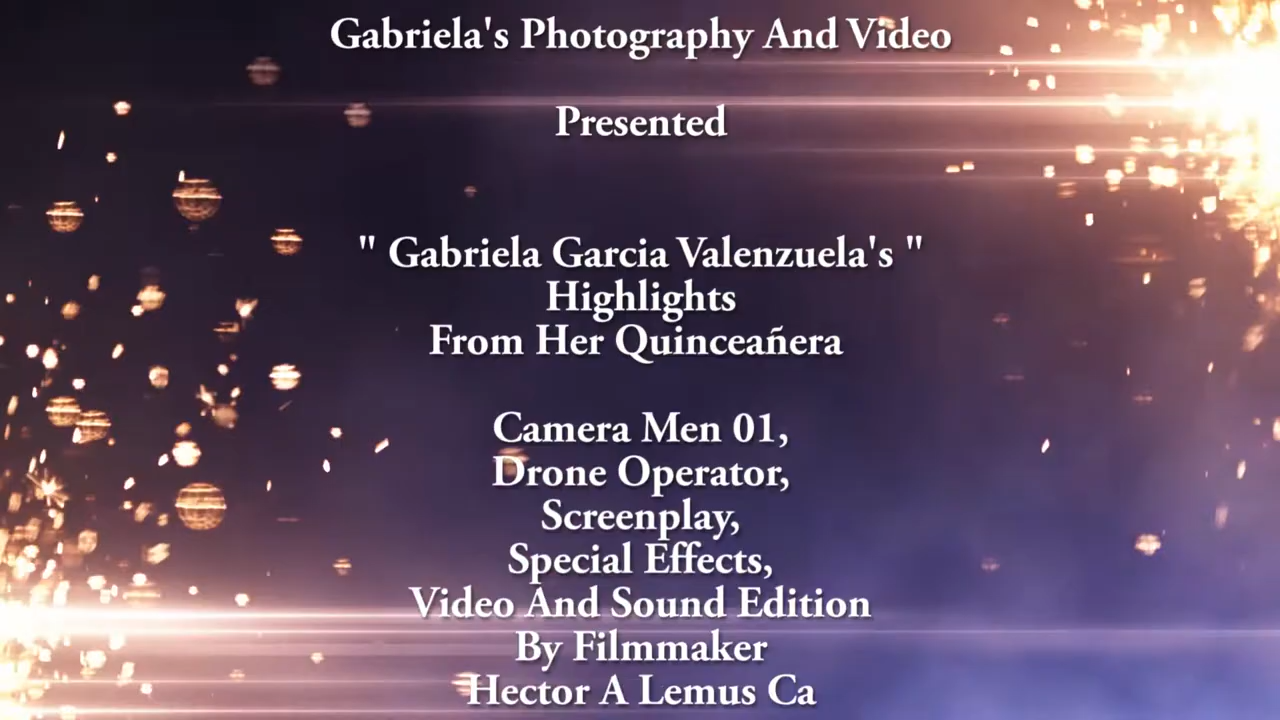 Gabriela's Photography And Video
Presented
" Gabriela Garcia Valenzuela's "
Highlights
From Her Quinceañera
Camera Men 01,
Drone Operator,
Screenplay,
Special Effects,
Video And Sound Edition
By Filmmaker
Hector A Lemus Ca